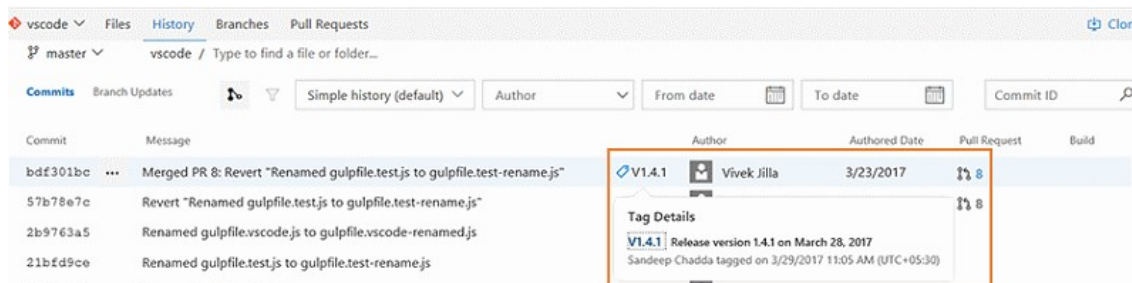 vscode Files History Branches Pull Requests Clon
master vscode / Type to find a file or folder...
Commits Branch Updates Simple history (default) Author From date To date Commit ID
Commit Message Author Authored Date Pull Request Build
bdf301bc ... Merged PR 8: Revert "Renamed gulpfile.test.js to gulpfile.test-rename.js" V1.4.1 Vivek Jilla 3/23/2017 8
57b78e7c Revert "Renamed gulpfile.test.js to gulpfile.test-rename.js" 8
Tag Details
2b9763a5 Renamed gulpfile.vscode.js to gulpfile.vscode-renamed.js
V1.4.1 Release version 1.4.1 on March 28, 2017
21bfd9ce Renamed gulpfile.test.js to gulpfile.test-rename.js
Sandeep Chadda tagged on 3/29/2017 11:05 AM (UTC+05:30)